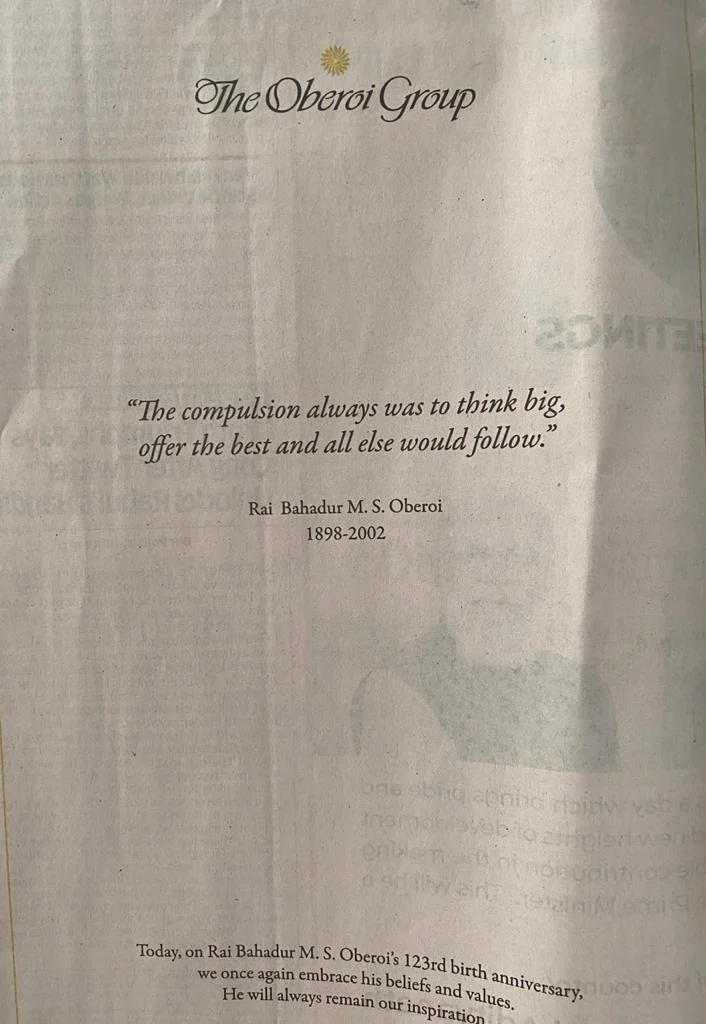 The Oberoi Group
“The compulsion always was to think big,
offer the best and all else would follow.”
Rai Bahadur M. S. Oberoi
1898-2002
Today, on Rai Bahadur M. S. Oberoi's 123rd birth anniversary,
we once again embrace his beliefs and values.
He will always remain our inspiration